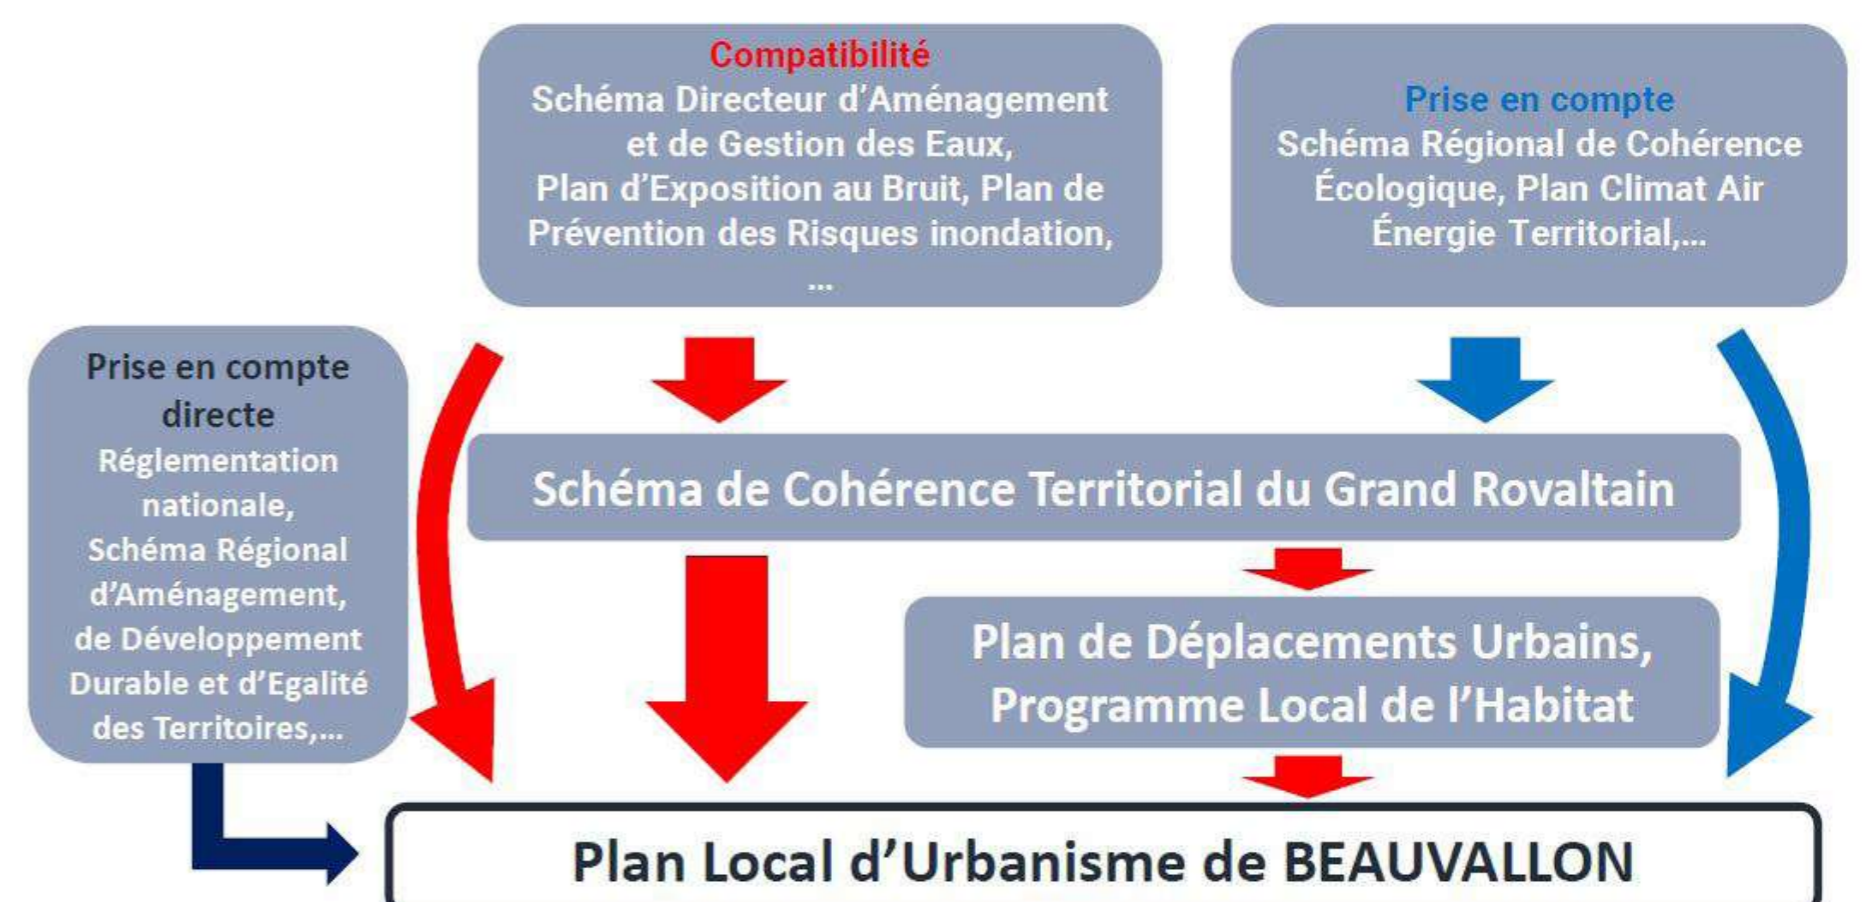 Compatibilité
Schéma Directeur d’Aménagement
et de Gestion des Eaux,
Plan d’Exposition au Bruit, Plan de
Prévention des Risques inondation,
...
Prise en compte
Schéma Régional de Cohérence
Écologique, Plan Climat Air
Énergie Territorial,...
Prise en compte
directe
Réglementation
nationale,
Schéma Régional
d’Aménagement,
de Développement
Durable et d’Egalité
des Territoires,...
Schéma de Cohérence Territorial du Grand Rovaltain
Plan de Déplacements Urbains,
Programme Local de l’Habitat
Plan Local d’Urbanisme de BEAUVALLON